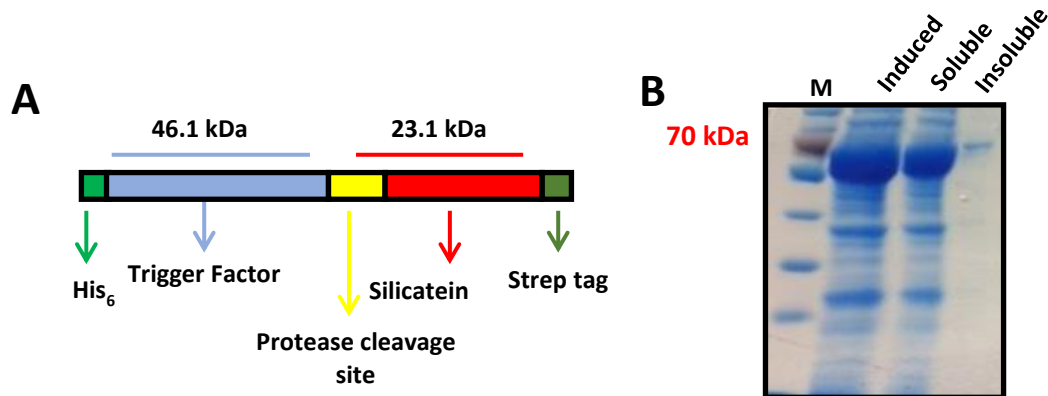 A
46.1 kDa
23.1 kDa
His6
Trigger Factor
Protease cleavage
site
Silicatein
Strep tag
B
70 kDa
M
Induced
Soluble
Insoluble